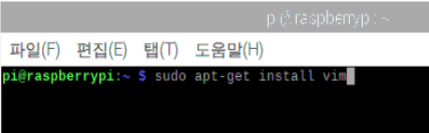 pi@raspberrypi: ~
파일(F) 편집(E) 탭(T) 도움말(H)
pi@raspberrypi:~ $ sudo apt-get install vim